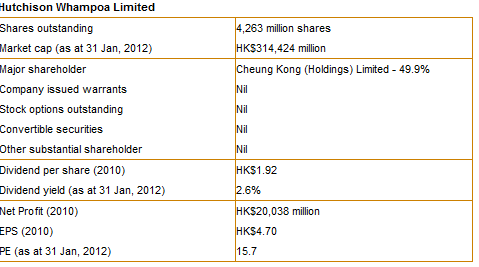 Hutchison Whampoa Limited
Shares outstanding 4,263 million shares
Market cap (as at 31 Jan, 2012) HK$314,424 million
Major shareholder Cheung Kong (Holdings) Limited - 49.9%
Company issued warrants Nil
Stock options outstanding Nil
Convertible securities Nil
Other substantial shareholder Nil
Dividend per share (2010) HK$1.92
Dividend yield (as at 31 Jan, 2012) 2.6%
Net Profit (2010) HK$20,038 million
EPS (2010) HK$4.70
PE (as at 31 Jan, 2012) 15.7